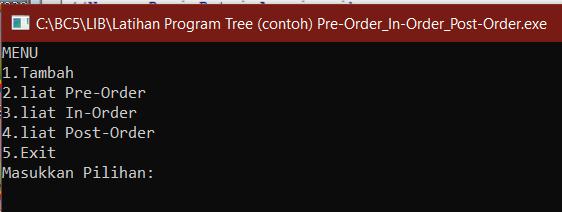 C:\BC5\LIB\Latihan Program Tree (contoh) Pre-Order_In-Order_Post-Order.exe
MENU
1.Tambah
2.liat Pre-Order
3.liat In-Order
4.liat Post-Order
5.Exit
Masukkan Pilihan: